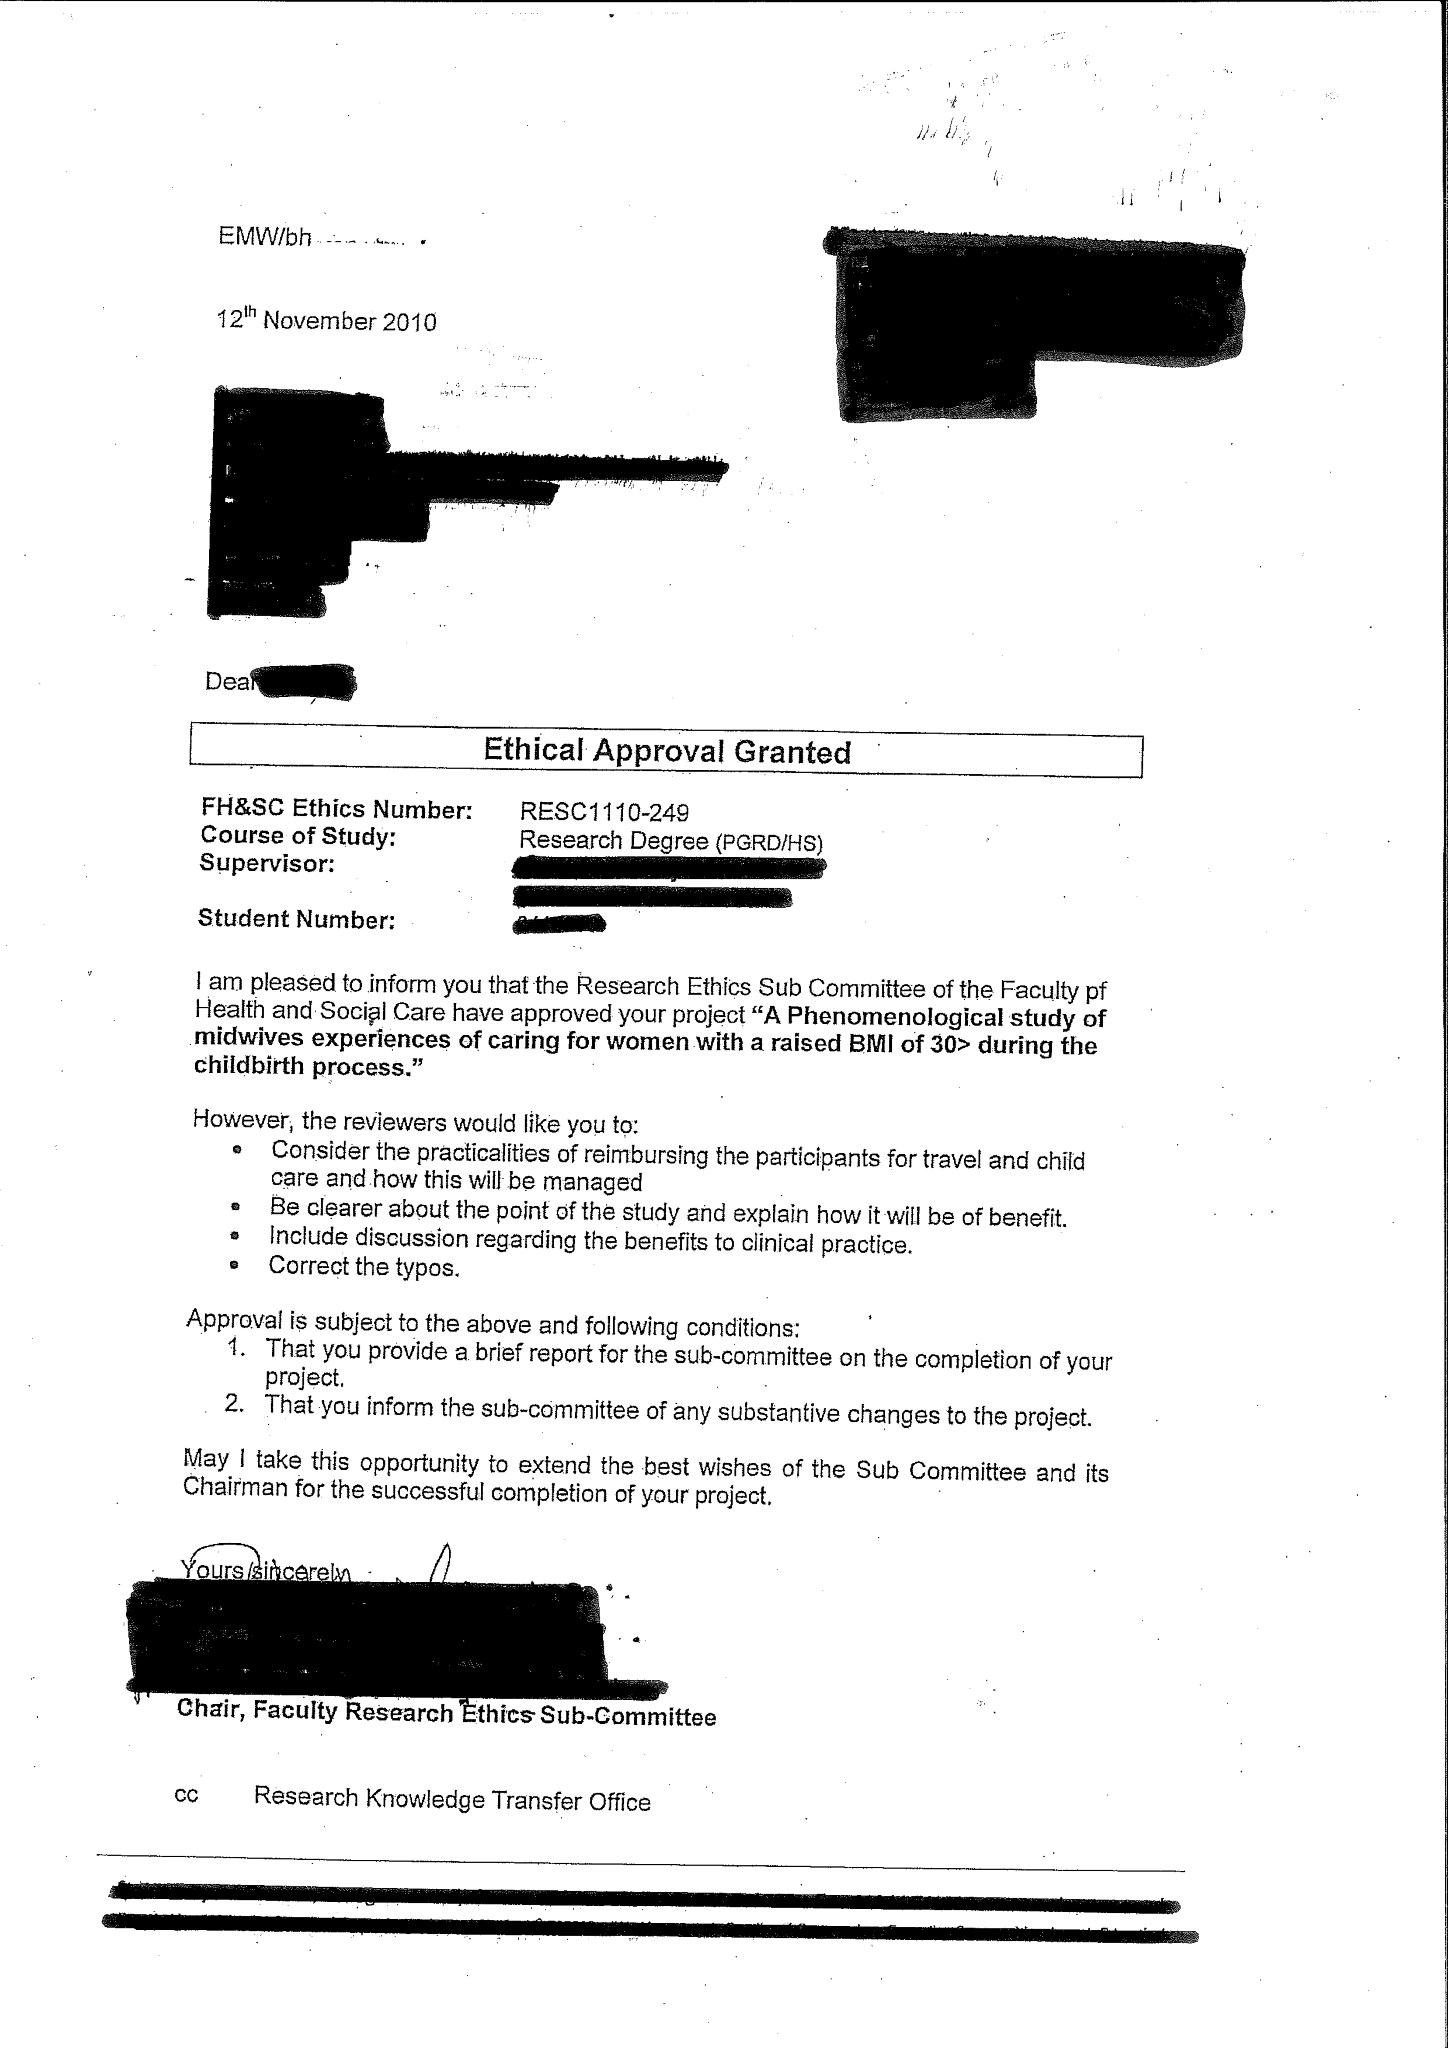 EMW/bh
12th November 2010
Dear
Ethical Approval Granted
FH&SC Ethics Number: RESC1110-249
Course of Study: Research Degree (PGRD/HS)
Supervisor:
Student Number:
I am pleased to inform you that the Research Ethics Sub Committee of the Faculty pf
Health and Social Care have approved your project “A Phenomenological study of
midwives experiences of caring for women with a raised BMI of 30> during the
childbirth process.”
However, the reviewers would like you to:
• Consider the practicalities of reimbursing the participants for travel and child
care and how this will be managed
• Be clearer about the point of the study and explain how it will be of benefit.
• Include discussion regarding the benefits to clinical practice.
• Correct the typos.
Approval is subject to the above and following conditions:
1. That you provide a brief report for the sub-committee on the completion of your
project.
2. That you inform the sub-committee of any substantive changes to the project.
May I take this opportunity to extend the best wishes of the Sub Committee and its
Chairman for the successful completion of your project.
Yours sincerely
Chair, Faculty Research Ethics Sub-Committee
cc Research Knowledge Transfer Office